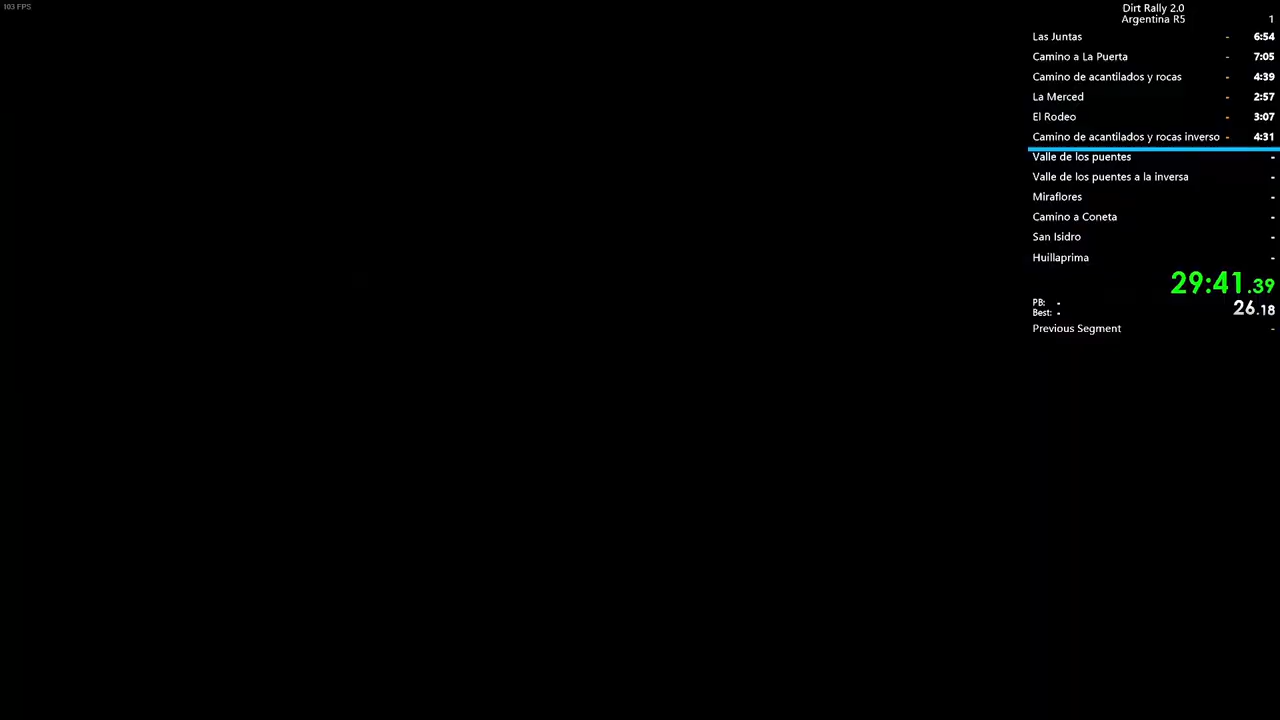 103 FPS
Dirt Rally 2.0
Argentina R5 1
Las Juntas - 6:54
Camino a La Puerta - 7:05
Camino de acantilados y rocas - 4:39
La Merced - 2:57
El Rodeo - 3:07
Camino de acantilados y rocas inverso - 4:31
Valle de los puentes -
Valle de los puentes a la inversa -
Miraflores -
Camino a Coneta -
San Isidro -
Huillaprima -
29:41.39
PB: -
Best: - 26.18
Previous Segment -